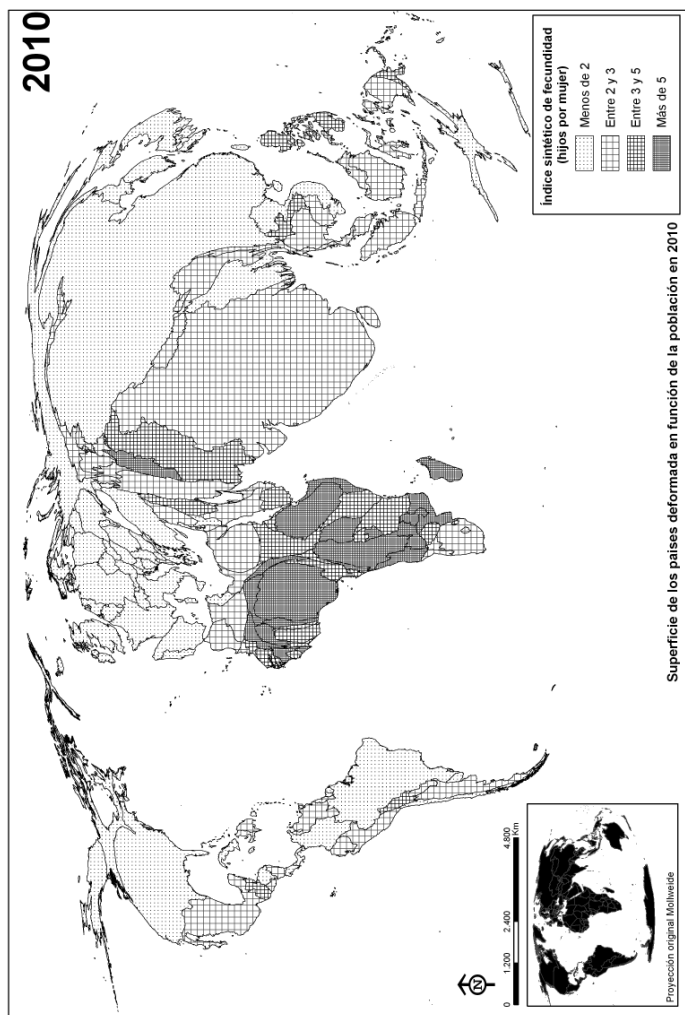 2010
Índice sintético de fecundidad
(hijos por mujer)
Menos de 2
Entre 2 y 3
Entre 3 y 5
Más de 5
Superficie de los países deformada en función de la población en 2010
N
0 1.200 2.400 4.800
Km
Proyección original Mollweide